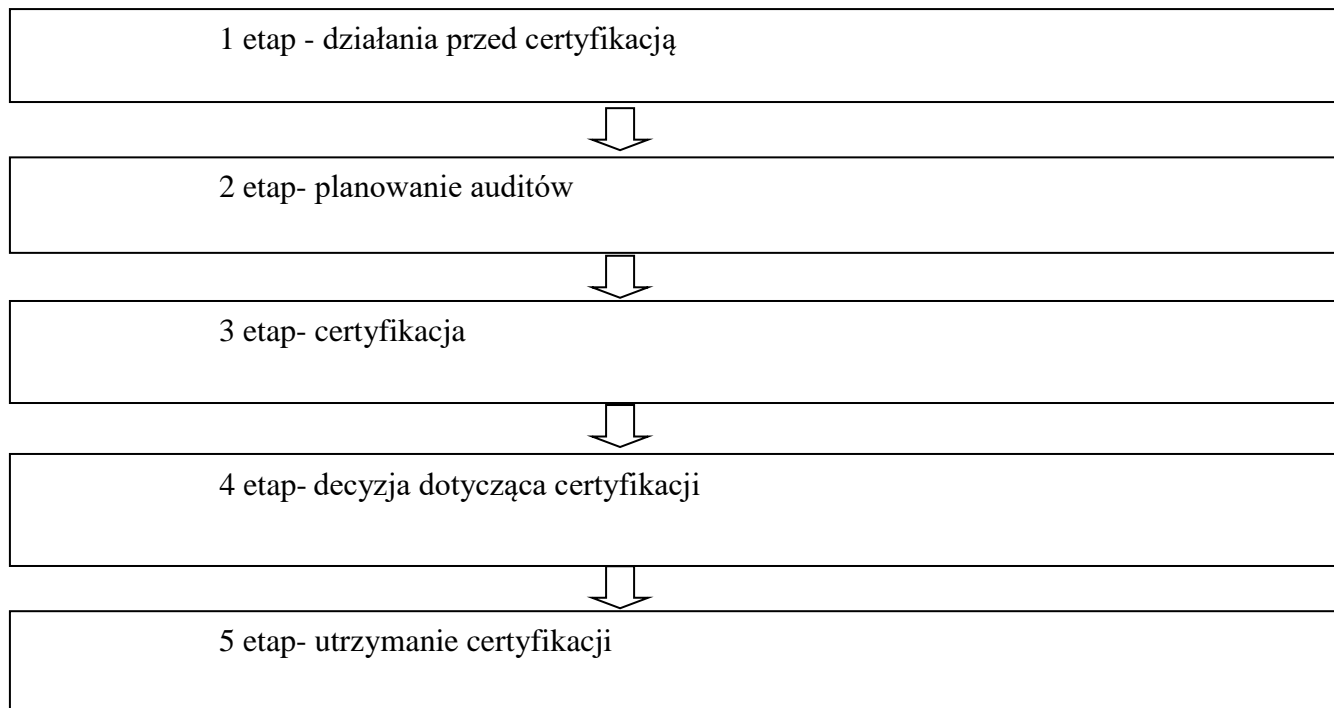 1 etap - działania przed certyfikacją
2 etap- planowanie auditów
3 etap- certyfikacja
4 etap- decyzja dotycząca certyfikacji
5 etap- utrzymanie certyfikacji